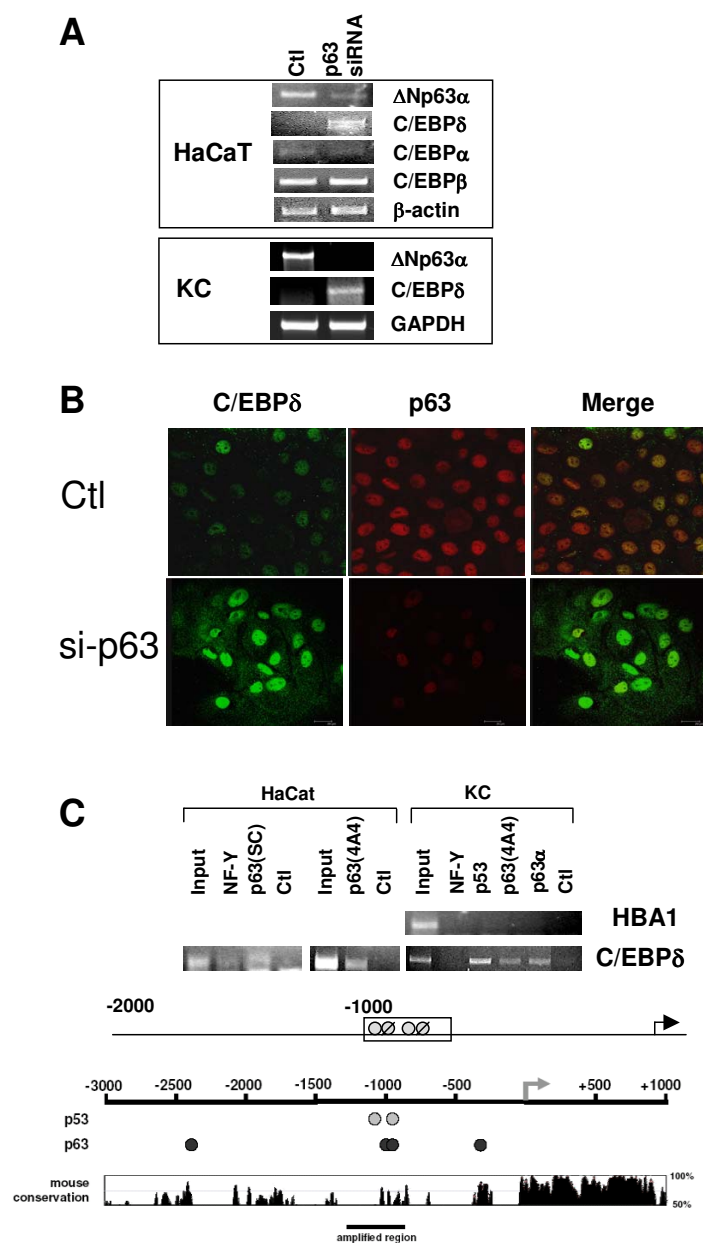 A
Ctl
p63
siRNA
HaCaT
ΔNp63α
C/EBPδ
C/EBPα
C/EBPβ
β-actin
KC
ΔNp63α
C/EBPδ
GAPDH
B
C/EBPδ p63 Merge
Ctl
si-p63
C
HaCat KC
Input NF-Y p63(SC) Ctl Input p63(4A4) Ctl Input NF-Y p53 p63(4A4) p63α Ctl
HBA1
C/EBPδ
-2000 -1000
-3000 -2500 -2000 -1500 -1000 -500 +500 +1000
p53
p63
mouse
conservation
100%
50%
amplified region